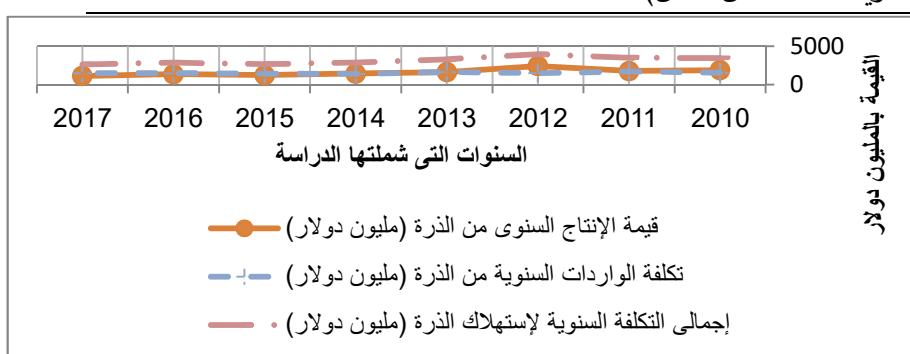 5000
0
2017 2016 2015 2014 2013 2012 2011 2010
القيمة بالمليون دولار
السنوات التى شملتها الدراسة
قيمة الإنتاج السنوى من الذرة (مليون دولار)
تكلفة الواردات السنوية من الذرة (مليون دولار)
إجمالى التكلفة السنوية لإستهلاك الذرة (مليون دولار)